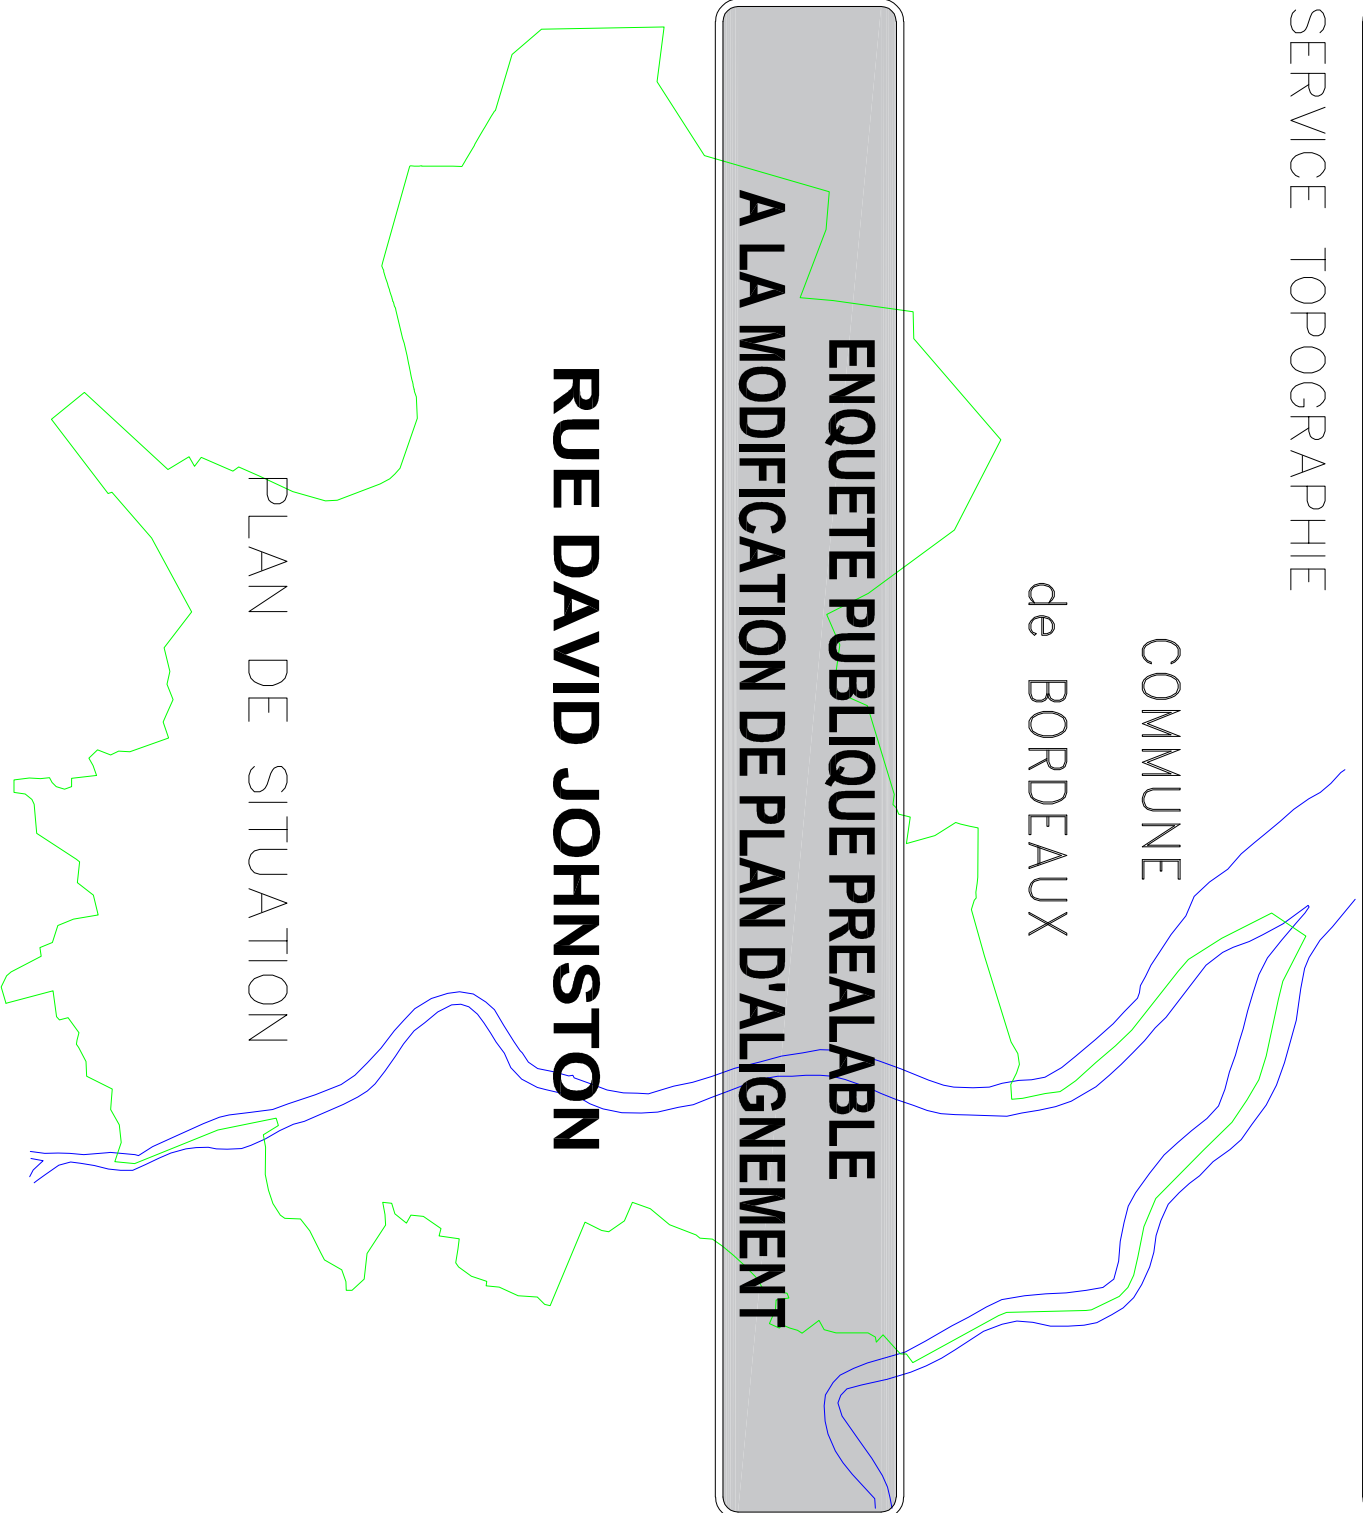 SERVICE TOPOGRAPHIE
COMMUNE
de BORDEAUX
ENQUETE PUBLIQUE PREALABLE
A LA MODIFICATION DE PLAN D'ALIGNEMENT
RUE DAVID JOHNSTON
PLAN DE SITUATION